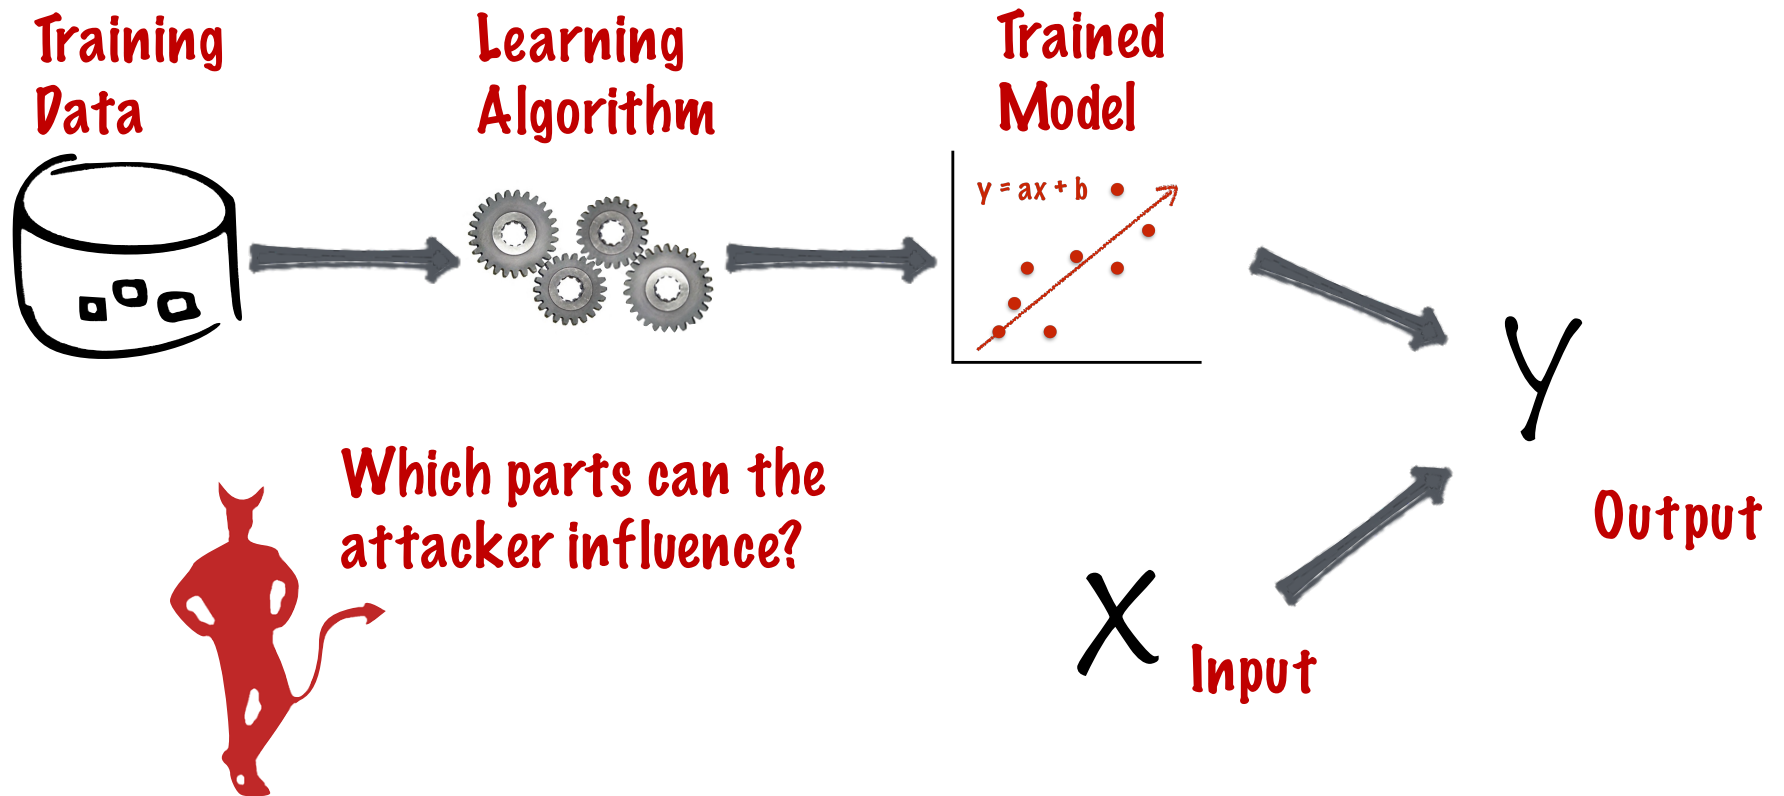 Training
Data
Learning
Algorithm
Trained
Model
y = ax + b
Y
Which parts can the
attacker influence?
Output
X
Input